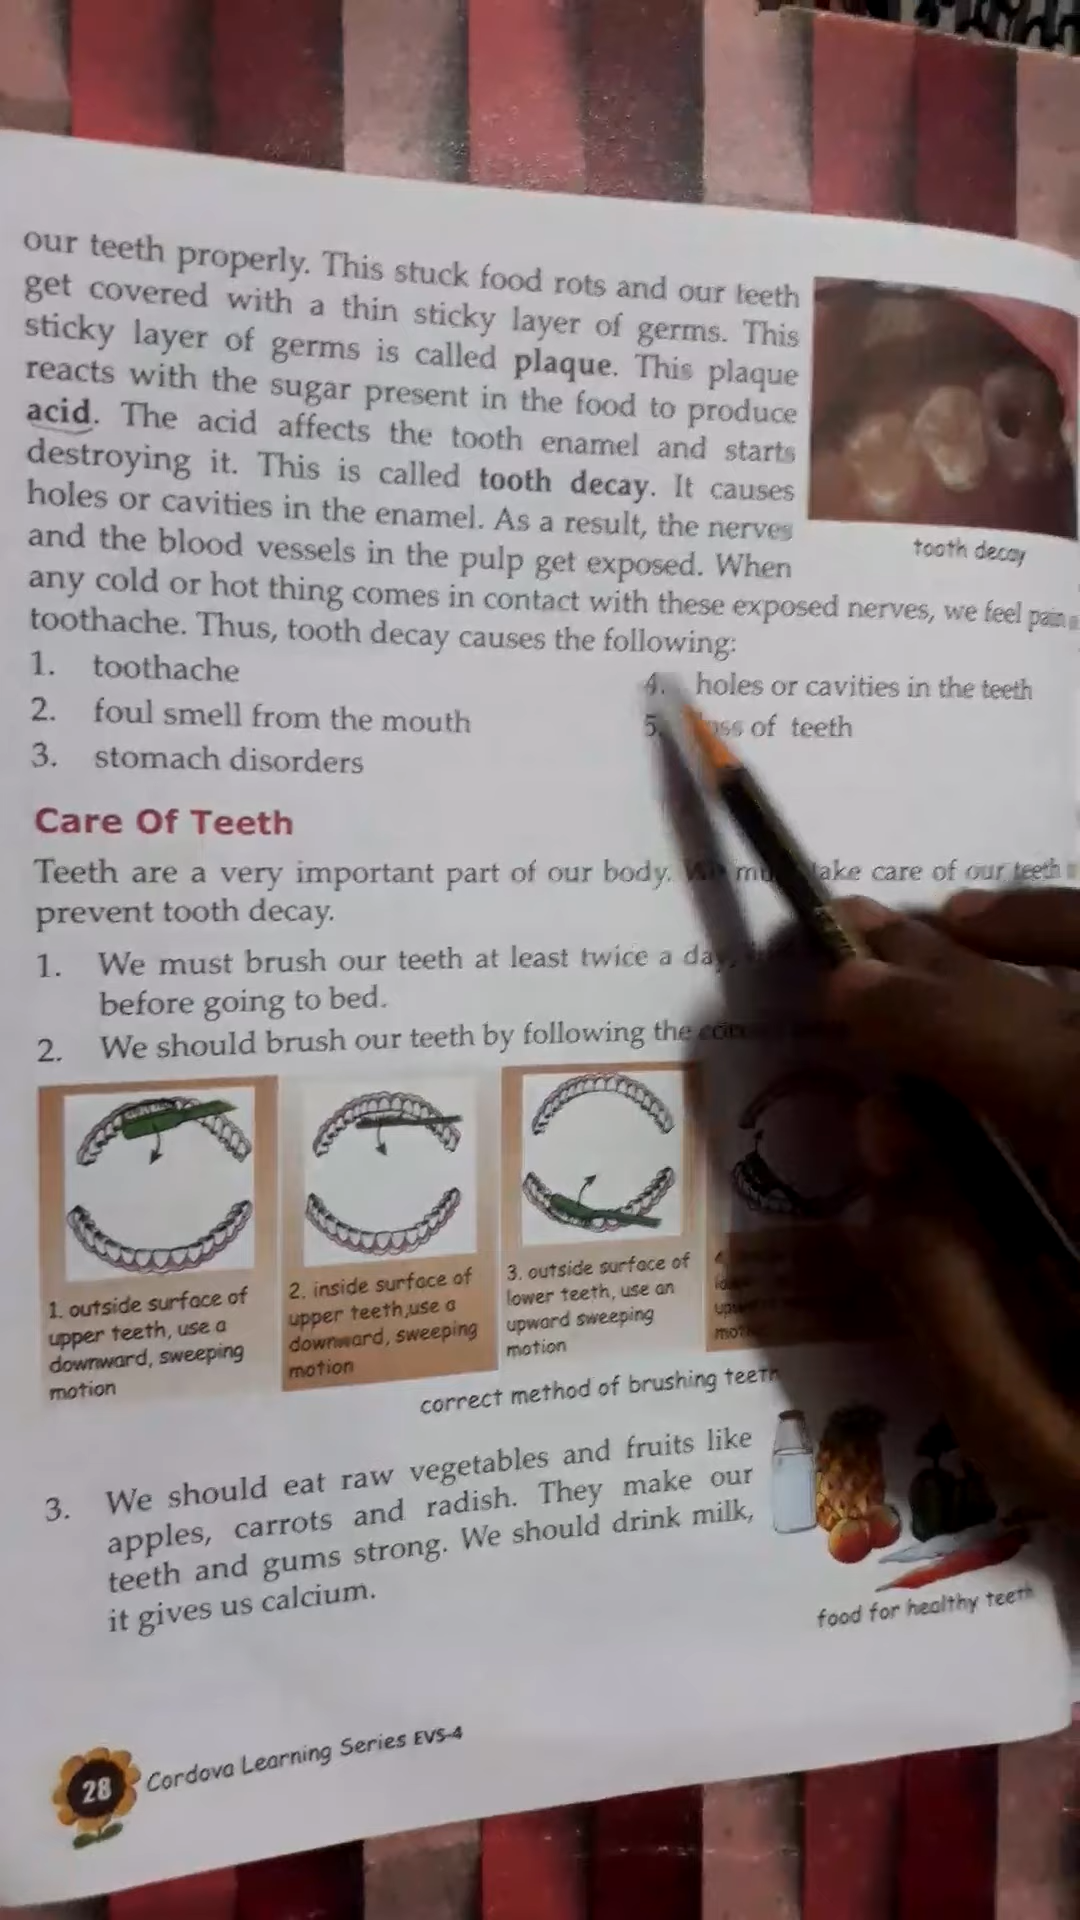 our teeth properly. This stuck food rots and our teeth
get covered with a thin sticky layer of germs. This
sticky layer of germs is called plaque. This plaque
reacts with the sugar present in the food to produce
acid. The acid affects the tooth enamel and starts
destroying it. This is called tooth decay. It causes
holes or cavities in the enamel. As a result, the nerves
and the blood vessels in the pulp get exposed. When
any cold or hot thing comes in contact with these exposed nerves, we feel pain
toothache. Thus, tooth decay causes the following:
tooth decay
1. toothache
2. foul smell from the mouth
3. stomach disorders
4. holes or cavities in the teeth
5. of teeth
Care Of Teeth
Teeth are a very important part of our body. take care of our teeth
prevent tooth decay.
1. We must brush our teeth at least twice a day,
before going to bed.
2. We should brush our teeth by following the
1. outside surface of
upper teeth, use a
downward, sweeping
motion
2. inside surface of
upper teeth,use a
downward, sweeping
motion
3. outside surface of
lower teeth, use an
upward sweeping
motion
correct method of brushing teeth
3. We should eat raw vegetables and fruits like
apples, carrots and radish. They make our
teeth and gums strong. We should drink milk,
it gives us calcium.
food for healthy teeth
28 Cordova Learning Series EVS-4